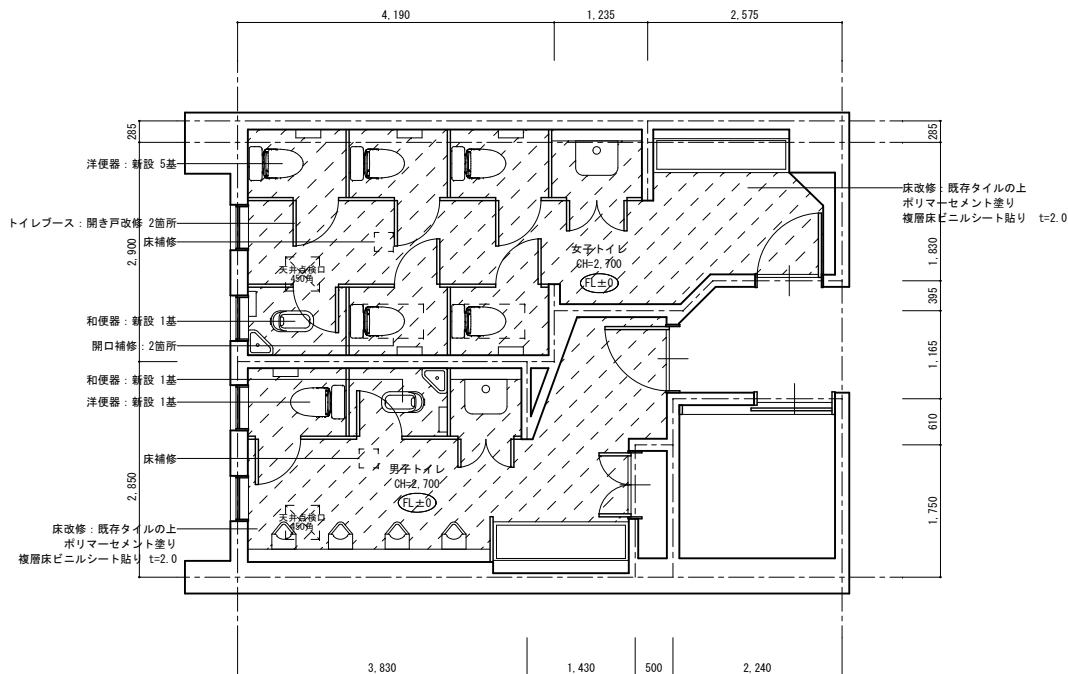 4,190
1,235
2,575
285
285
洋便器：新設 5基
床改修：既存タイルの上
ポリマーセメント塗り
複層床ビニルシート貼り t=2.0
トイレブース：開き戸改修 2箇所
床補修
女子トイレ
CH=2,700
FL±0
天井点検口
450角
2,900
1,830
395
和便器：新設 1基
開口補修：2箇所
1,165
和便器：新設 1基
洋便器：新設 1基
610
床補修
男子トイレ
CH=2,700
FL±0
天井点検口
450角
2,850
1,750
床改修：既存タイルの上
ポリマーセメント塗り
複層床ビニルシート貼り t=2.0
3,830
1,430
500
2,240